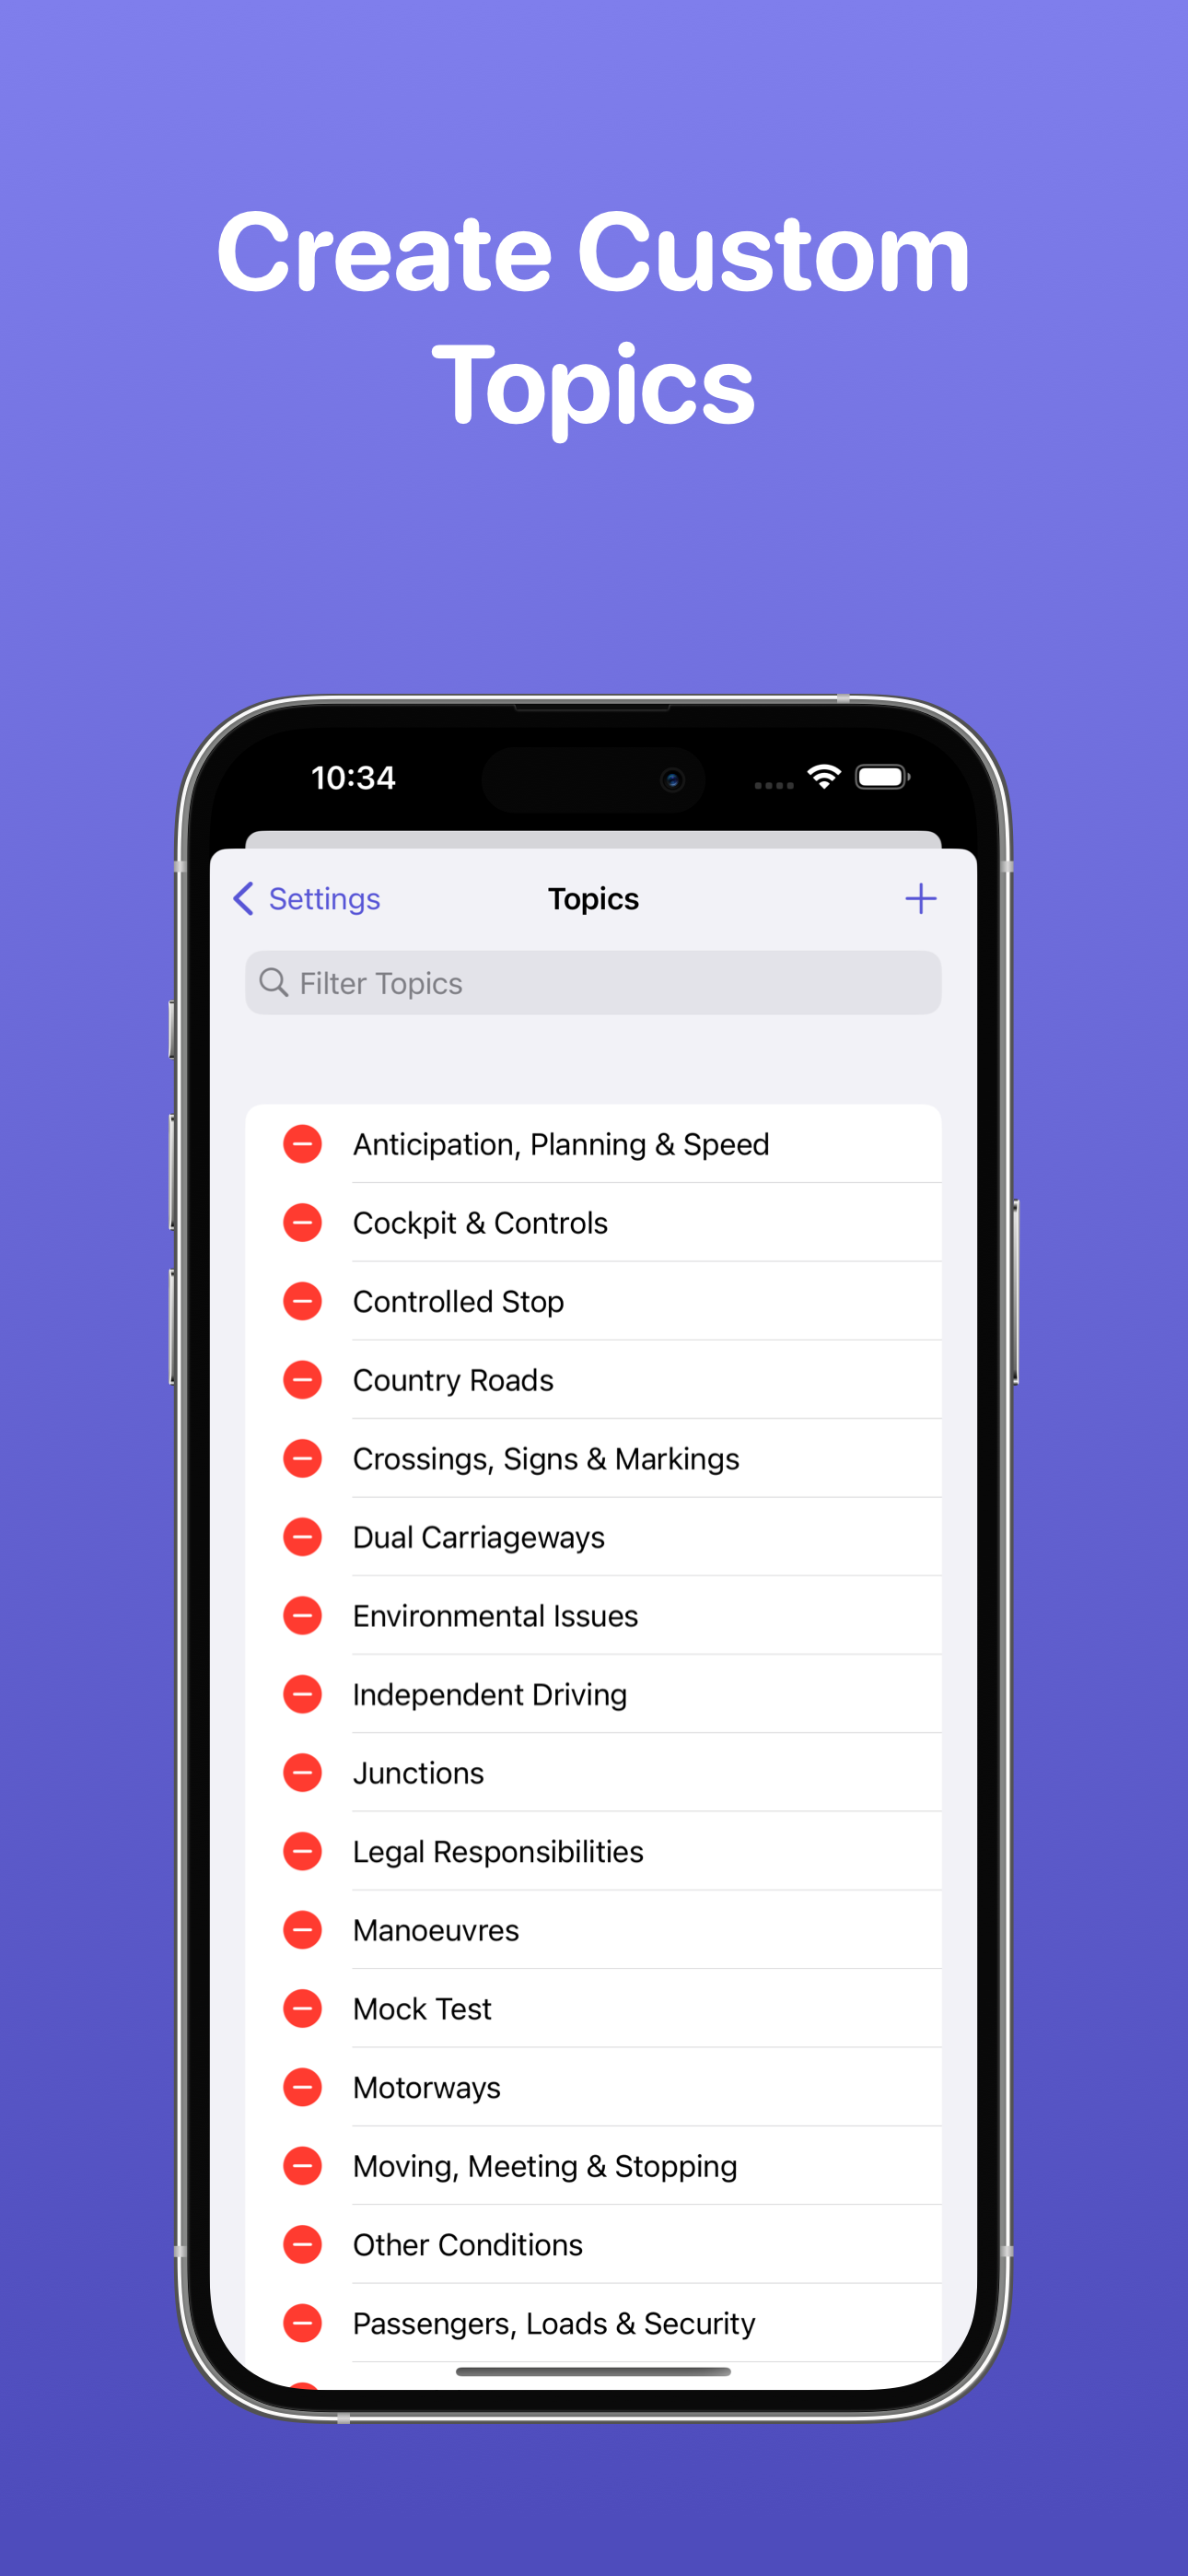 Create Custom
Topics
10:34
Settings
Topics
Filter Topics
Anticipation, Planning & Speed
Cockpit & Controls
Controlled Stop
Country Roads
Crossings, Signs & Markings
Dual Carriageways
Environmental Issues
Independent Driving
Junctions
Legal Responsibilities
Manoeuvres
Mock Test
Motorways
Moving, Meeting & Stopping
Other Conditions
Passengers, Loads & Security